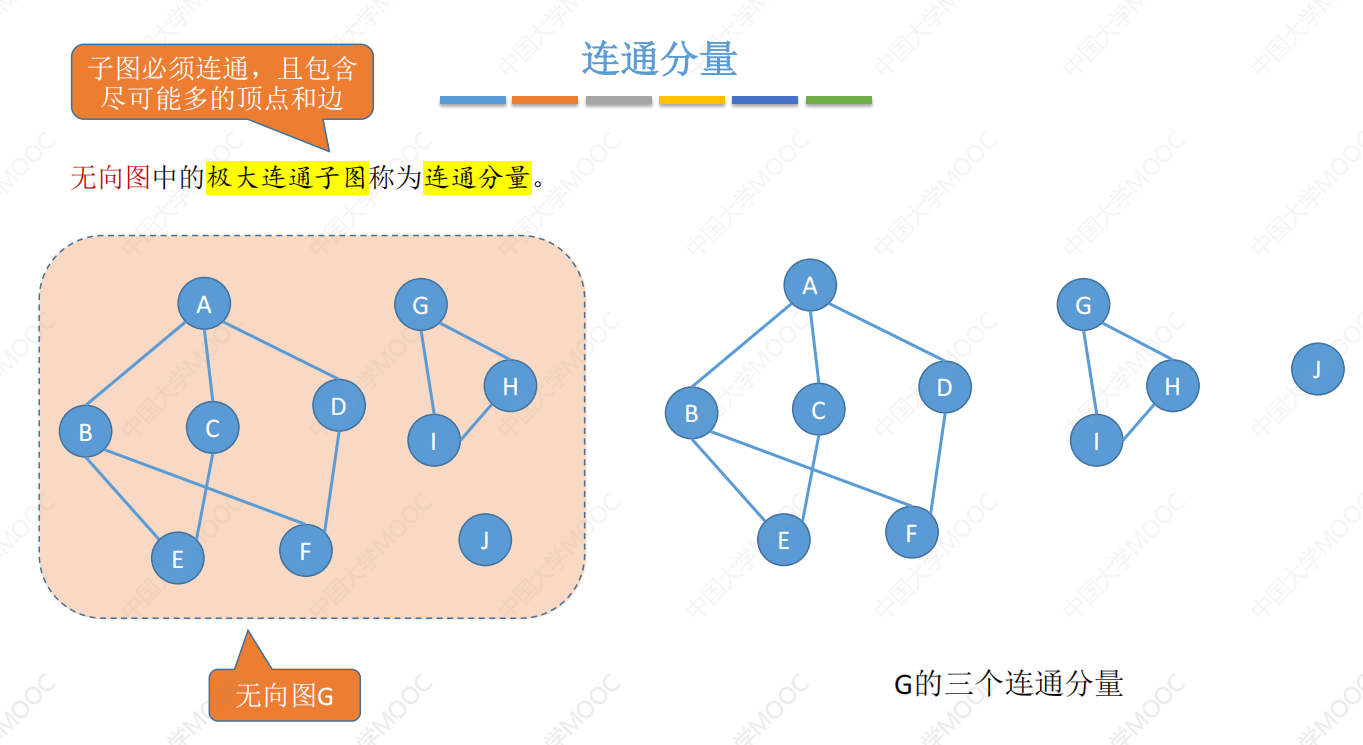 连通分量
子图必须连通，且包含
尽可能多的顶点和边
无向图中的极大连通子图称为连通分量。
A
G
H
D
B
C
I
E
F
J
无向图G
A
G
J
D
H
B
C
I
E
F
G的三个连通分量
中国大学MOOC